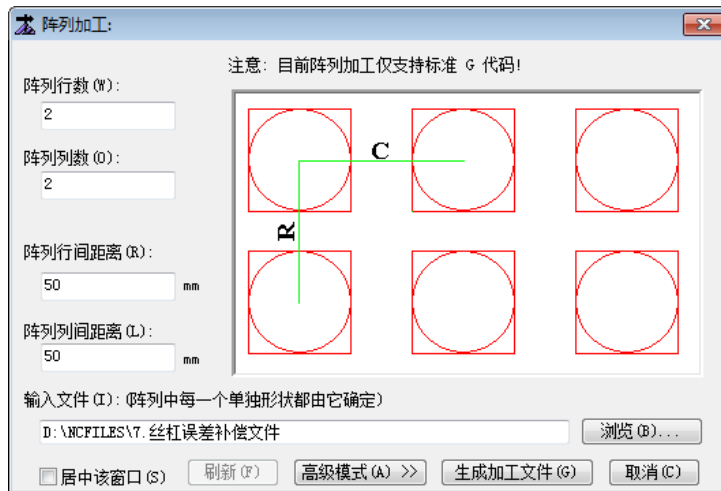 阵列加工:
注意: 目前阵列加工仅支持标准 G 代码!
阵列行数(W):
2
阵列列数(O):
2
阵列行间距离(R):
50 mm
阵列列间距离(L):
50 mm
C
R
输入文件(I): (阵列中每一个单独形状都由它确定)
D:\NCFILES\7.丝杠误差补偿文件
浏览(B)...
居中该窗口(S) 刷新(F) 高级模式(A) >> 生成加工文件(G) 取消(C)